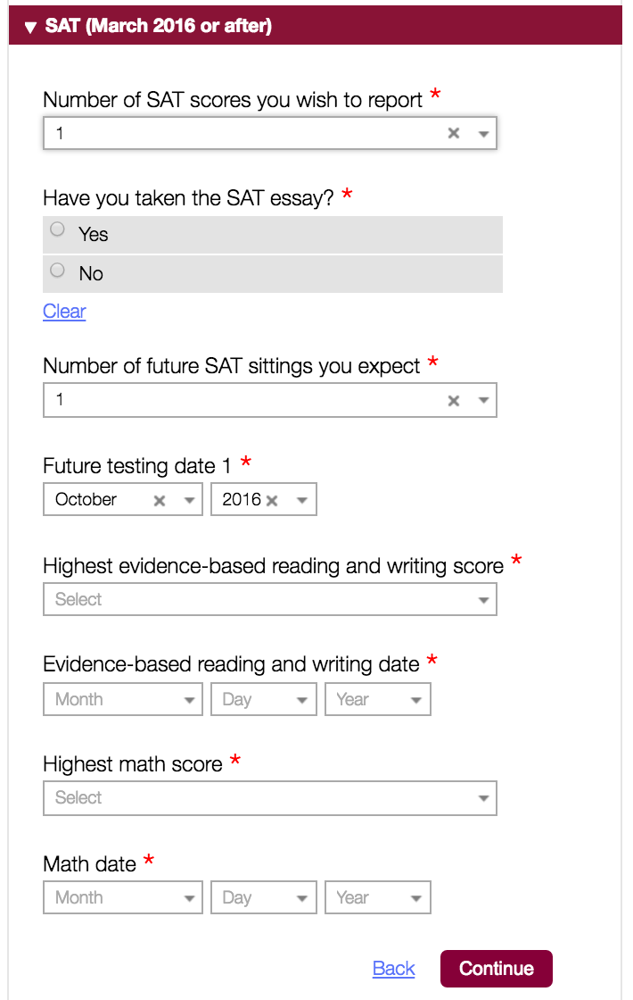 ▼ SAT (March 2016 or after)
Number of SAT scores you wish to report *
1
Have you taken the SAT essay? *
Yes
No
Clear
Number of future SAT sittings you expect *
1
Future testing date 1 *
October 2016
Highest evidence-based reading and writing score *
Select
Evidence-based reading and writing date *
Month Day Year
Highest math score *
Select
Math date *
Month Day Year
Back Continue